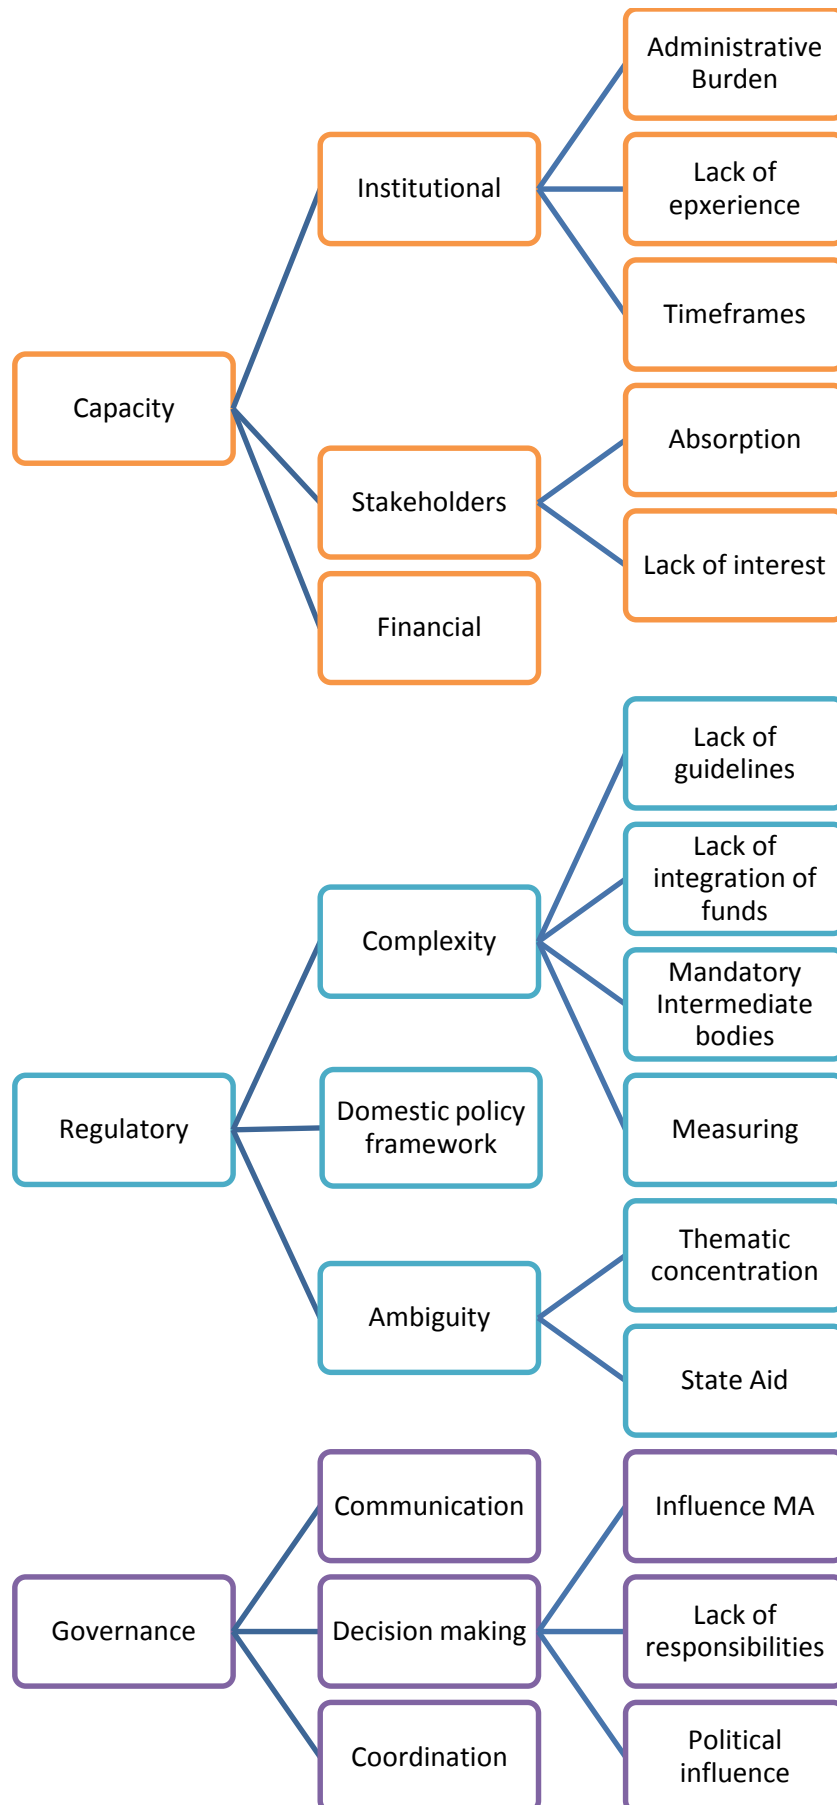 Administrative
Burden
Institutional
Lack of
epxerience
Timeframes
Capacity
Absorption
Stakeholders
Lack of interest
Financial
Lack of
guidelines
Lack of
integration of
funds
Complexity
Mandatory
Intermediate
bodies
Regulatory
Domestic policy
framework
Measuring
Thematic
concentration
Ambiguity
State Aid
Communication
Influence MA
Governance
Decision making
Lack of
responsibilities
Coordination
Political
influence